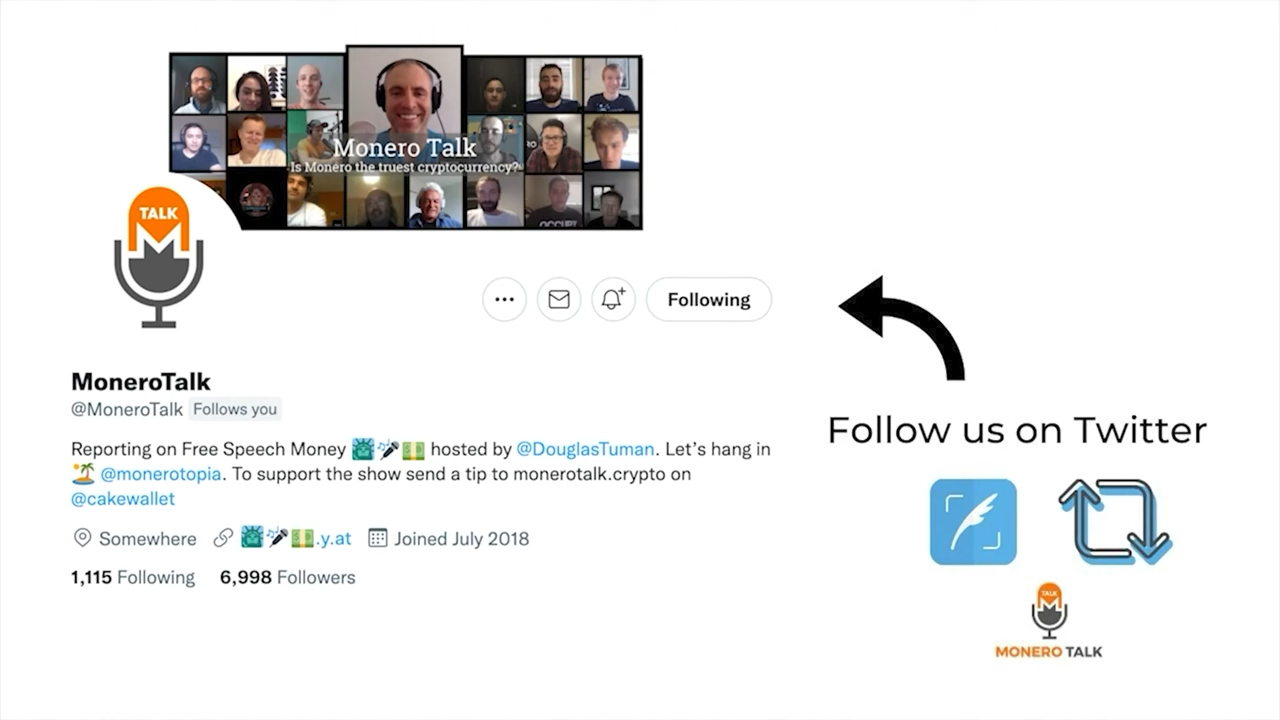 Monero Talk
Is Monero the truest cryptocurrency?
OCCUPY
TALK
Following
MoneroTalk
@MoneroTalk Follows you
Reporting on Free Speech Money 🗽🎤💵 hosted by @DouglasTuman. Let's hang in
🏝️ @monerotopia. To support the show send a tip to monerotalk.crypto on
@cakewallet
Somewhere 🗽🎤💵.y.at Joined July 2018
1,115 Following 6,998 Followers
Follow us on Twitter
TALK
MONERO TALK